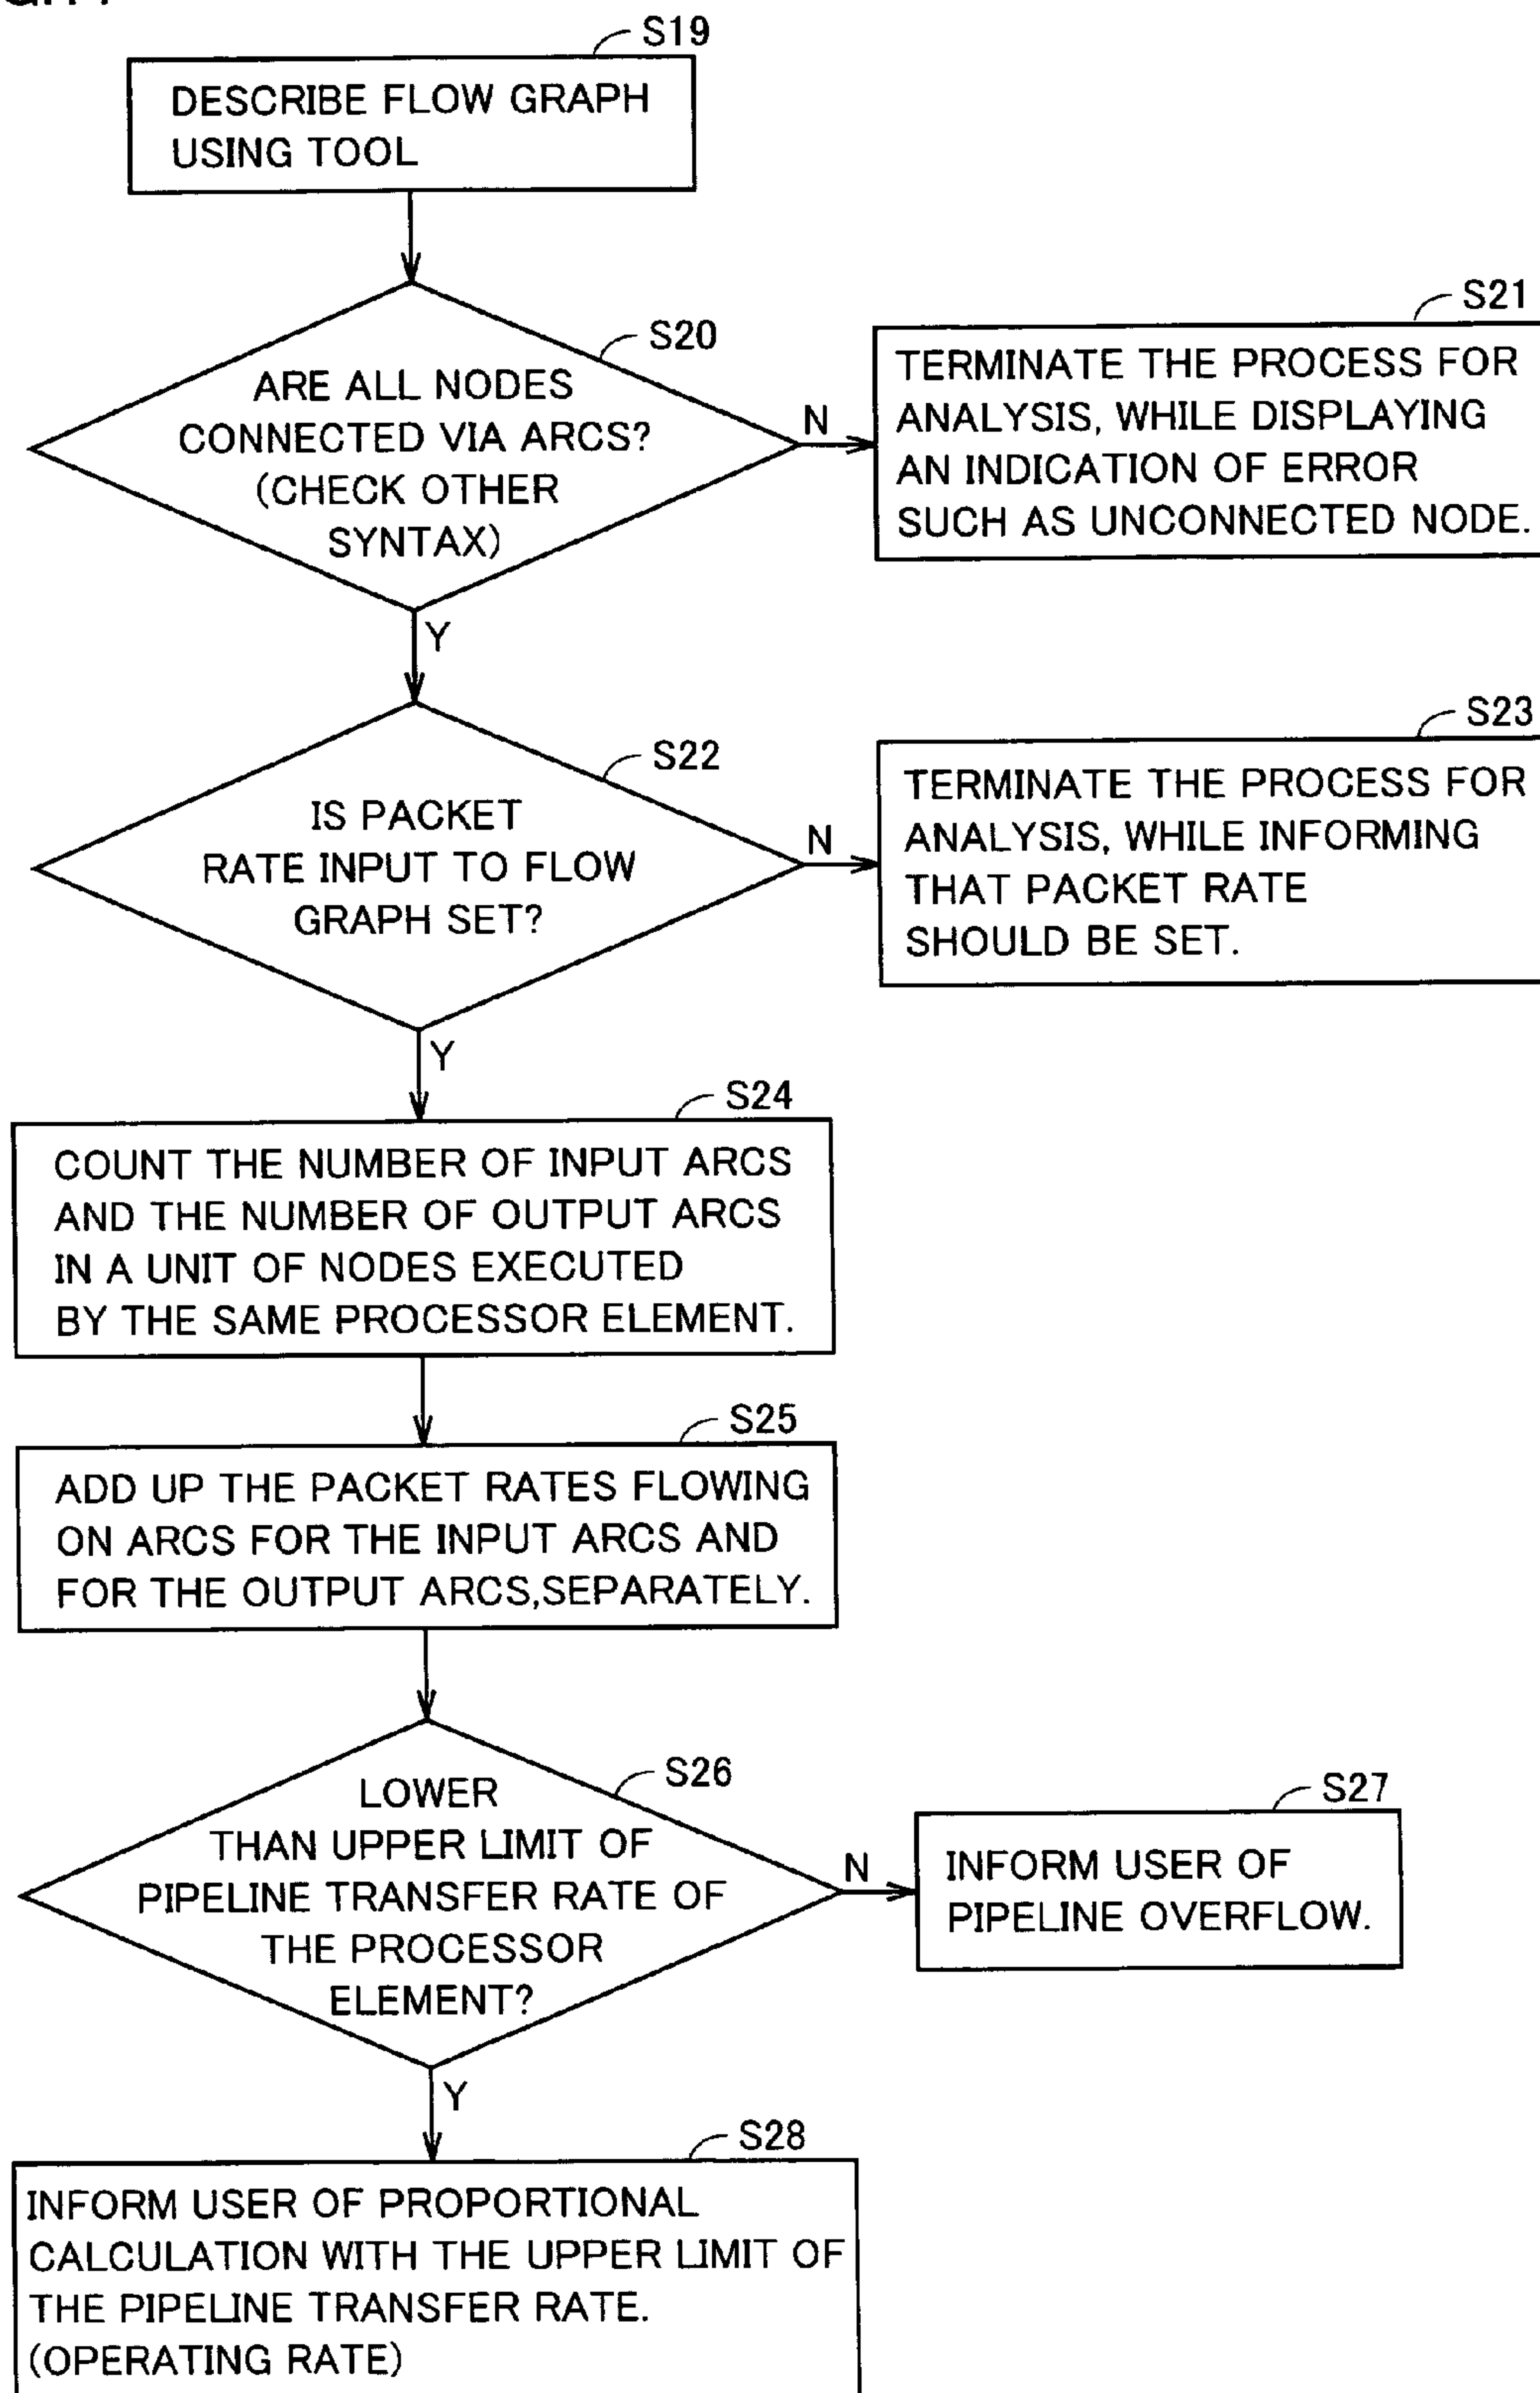 S19
DESCRIBE FLOW GRAPH
USING TOOL
S20
ARE ALL NODES
CONNECTED VIA ARCS?
(CHECK OTHER
SYNTAX)
N
S21
TERMINATE THE PROCESS FOR
ANALYSIS, WHILE DISPLAYING
AN INDICATION OF ERROR
SUCH AS UNCONNECTED NODE.
Y
S22
IS PACKET
RATE INPUT TO FLOW
GRAPH SET?
N
S23
TERMINATE THE PROCESS FOR
ANALYSIS, WHILE INFORMING
THAT PACKET RATE
SHOULD BE SET.
Y
S24
COUNT THE NUMBER OF INPUT ARCS
AND THE NUMBER OF OUTPUT ARCS
IN A UNIT OF NODES EXECUTED
BY THE SAME PROCESSOR ELEMENT.
S25
ADD UP THE PACKET RATES FLOWING
ON ARCS FOR THE INPUT ARCS AND
FOR THE OUTPUT ARCS,SEPARATELY.
S26
LOWER
THAN UPPER LIMIT OF
PIPELINE TRANSFER RATE OF
THE PROCESSOR
ELEMENT?
N
S27
INFORM USER OF
PIPELINE OVERFLOW.
Y
S28
INFORM USER OF PROPORTIONAL
CALCULATION WITH THE UPPER LIMIT OF
THE PIPELINE TRANSFER RATE.
(OPERATING RATE)